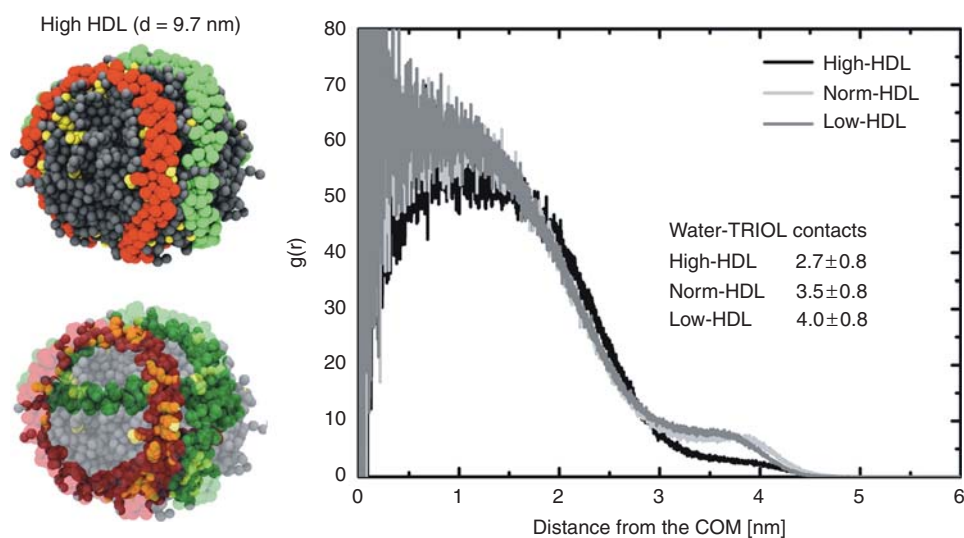 High HDL (d = 9.7 nm)
80
70
60
50
40
30
20
10
0
g(r)
High-HDL
Norm-HDL
Low-HDL
Water-TRIOL contacts
High-HDL 2.7±0.8
Norm-HDL 3.5±0.8
Low-HDL 4.0±0.8
0 1 2 3 4 5 6
Distance from the COM [nm]